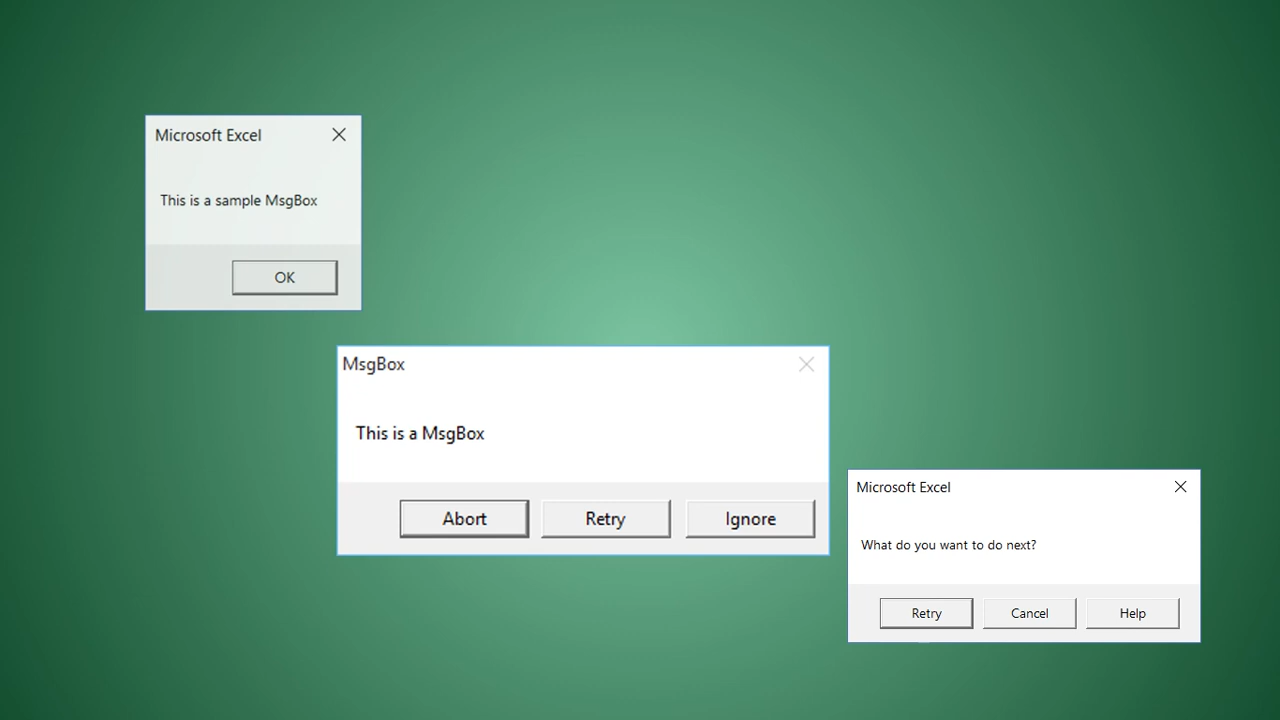 Microsoft Excel
This is a sample MsgBox
OK
MsgBox
This is a MsgBox
Abort Retry Ignore
Microsoft Excel
What do you want to do next?
Retry Cancel Help